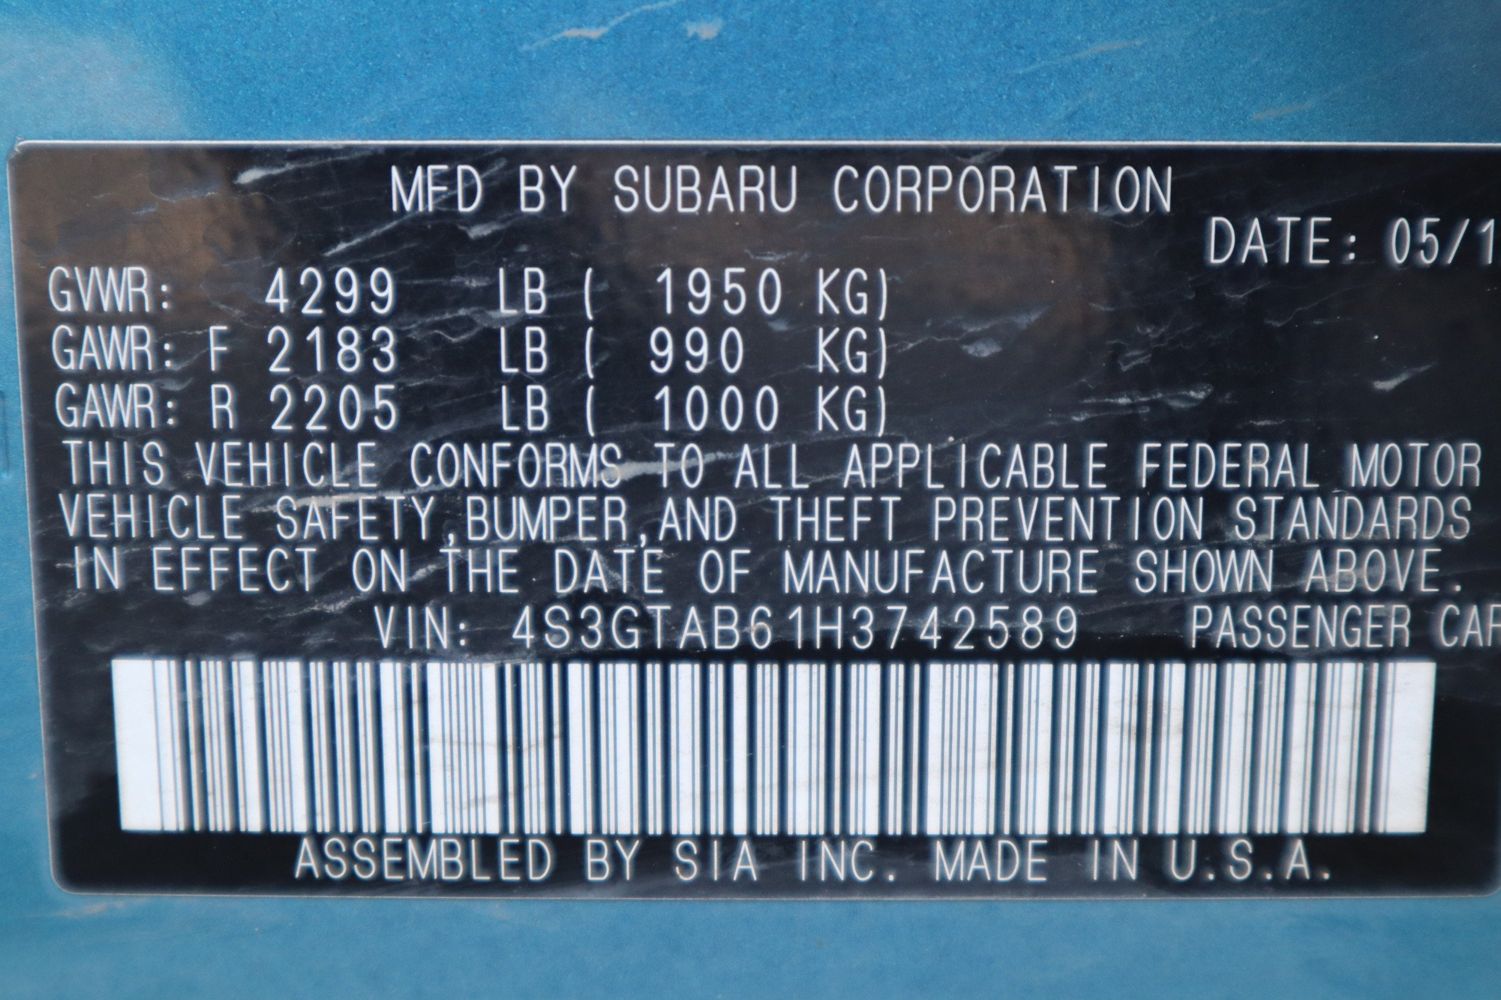 MFD BY SUBARU CORPORATION
DATE: 05/1
GVWR: 4299 LB ( 1950 KG)
GAWR: F 2183 LB ( 990 KG)
GAWR: R 2205 LB ( 1000 KG)
THIS VEHICLE CONFORMS TO ALL APPLICABLE FEDERAL MOTOR
VEHICLE SAFETY,BUMPER,AND THEFT PREVENTION STANDARDS
IN EFFECT ON THE DATE OF MANUFACTURE SHOWN ABOVE.
VIN: 4S3GTAB61H3742589 PASSENGER CAR
ASSEMBLED BY SIA INC. MADE IN U.S.A.